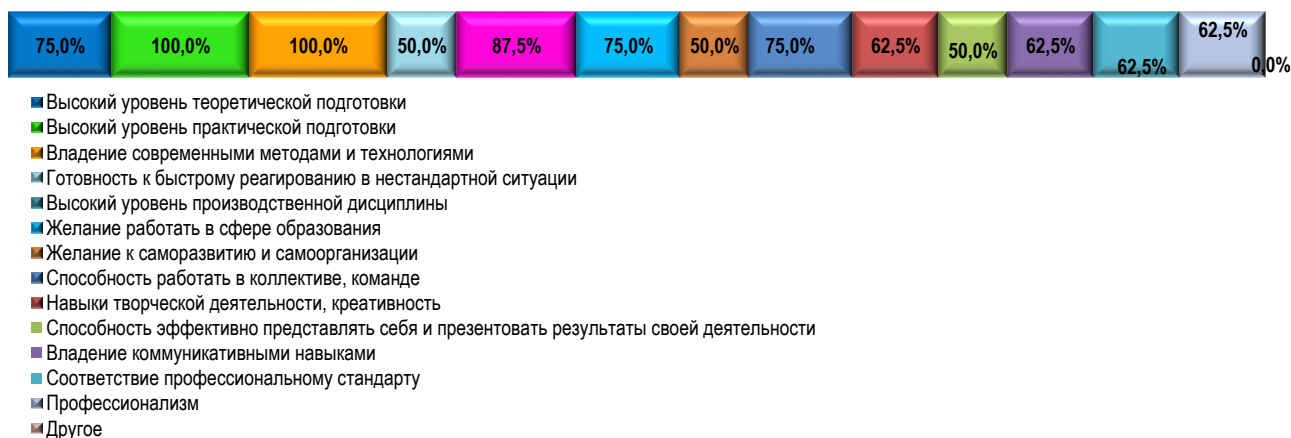 75,0% 100,0% 100,0% 50,0% 87,5% 75,0% 50,0% 75,0% 62,5% 50,0% 62,5% 62,5% 62,5% 0,0%
Высокий уровень теоретической подготовки
Высокий уровень практической подготовки
Владение современными методами и технологиями
Готовность к быстрому реагированию в нестандартной ситуации
Высокий уровень производственной дисциплины
Желание работать в сфере образования
Желание к саморазвитию и самоорганизации
Способность работать в коллективе, команде
Навыки творческой деятельности, креативность
Способность эффективно представлять себя и презентовать результаты своей деятельности
Владение коммуникативными навыками
Соответствие профессиональному стандарту
Профессионализм
Другое